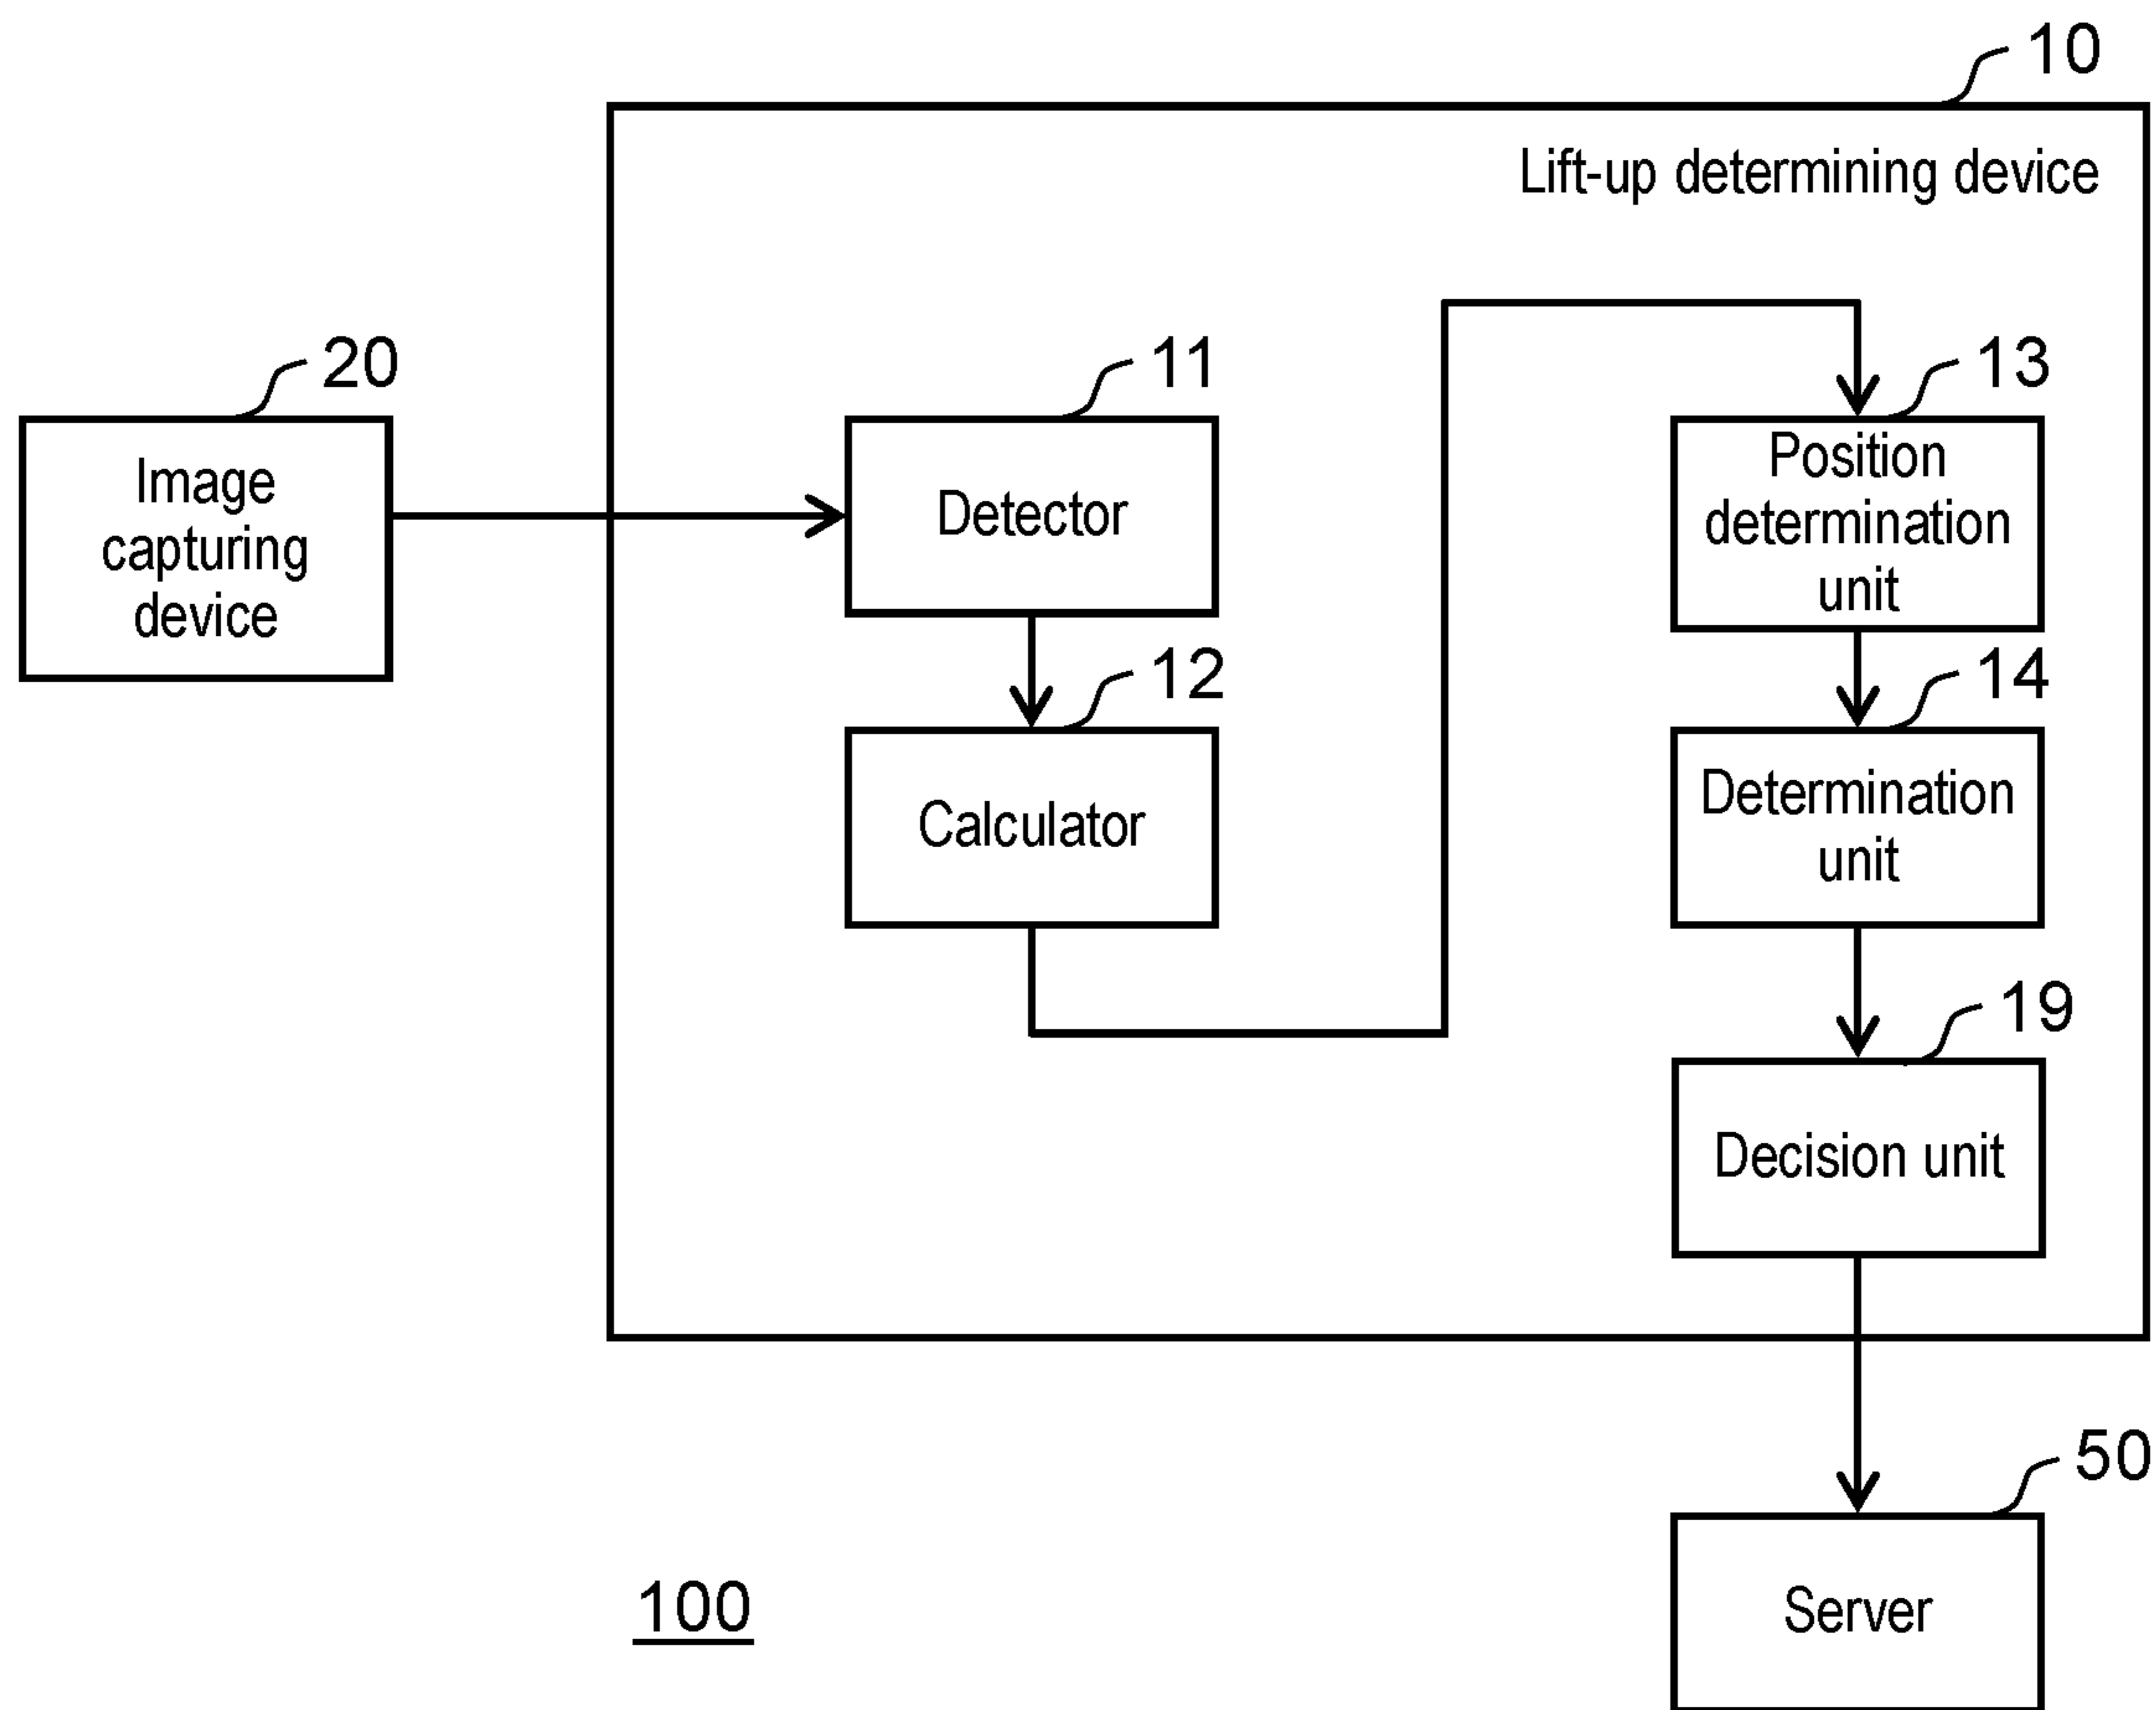 10
Lift-up determining device
20
11
13
Image
capturing
device
Detector
Position
determination
unit
12
14
Calculator
Determination
unit
19
Decision unit
50
Server
100